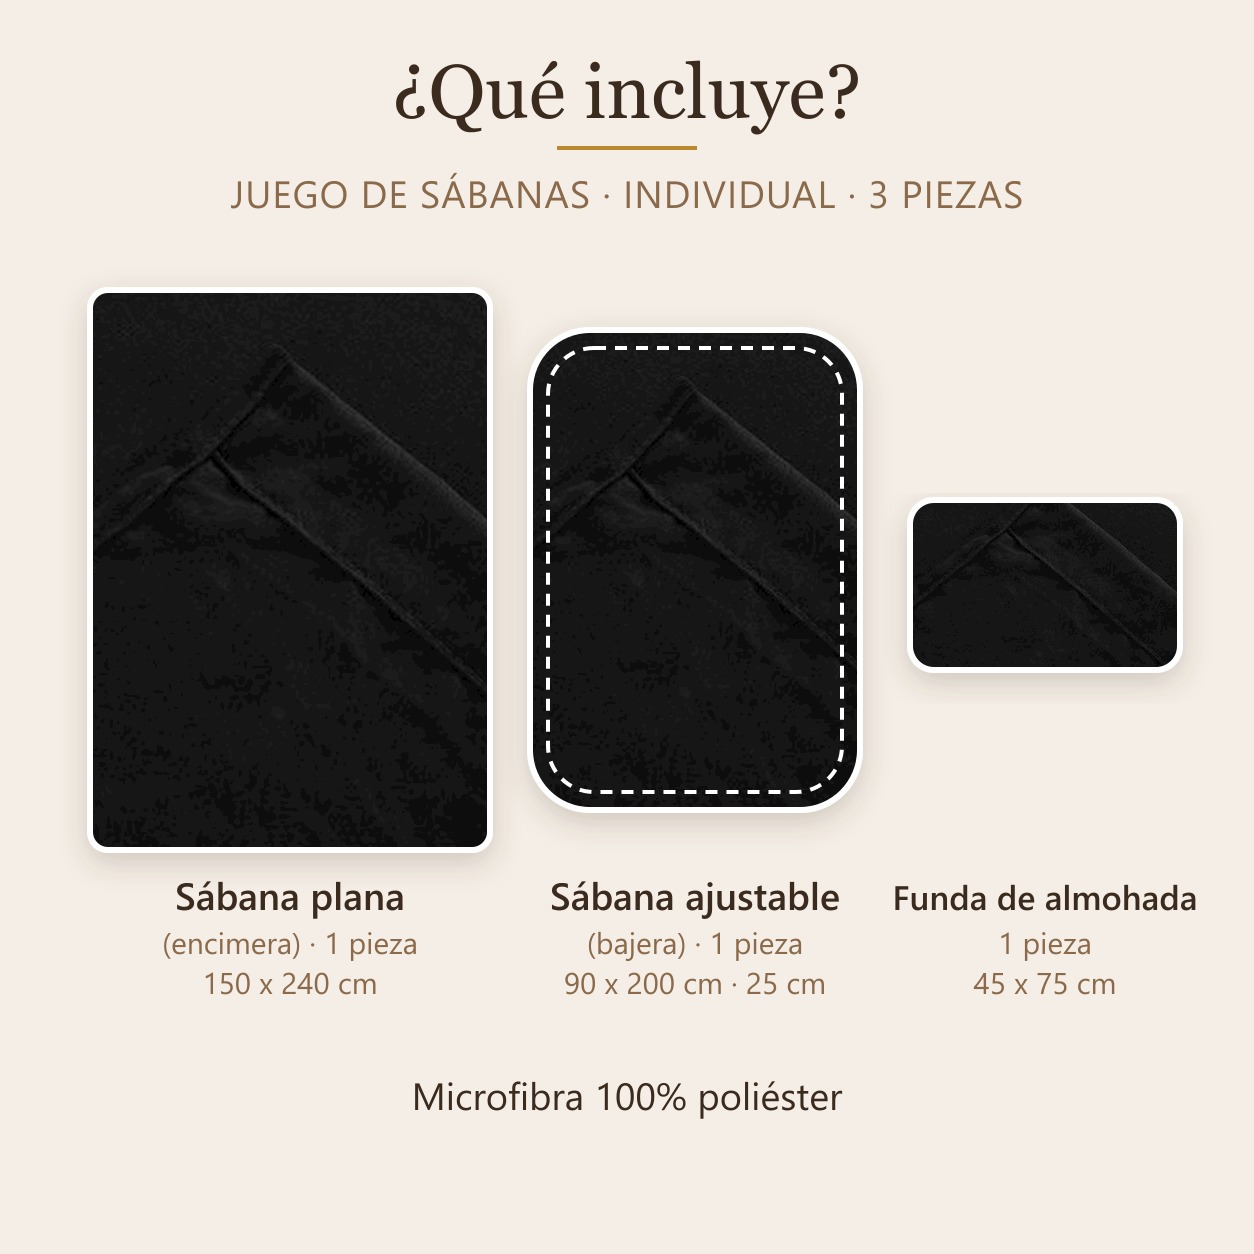 ¿Qué incluye?
JUEGO DE SÁBANAS · INDIVIDUAL · 3 PIEZAS
Sábana plana
(encimera) · 1 pieza
150 x 240 cm
Sábana ajustable
(bajera) · 1 pieza
90 x 200 cm · 25 cm
Funda de almohada
1 pieza
45 x 75 cm
Microfibra 100% poliéster